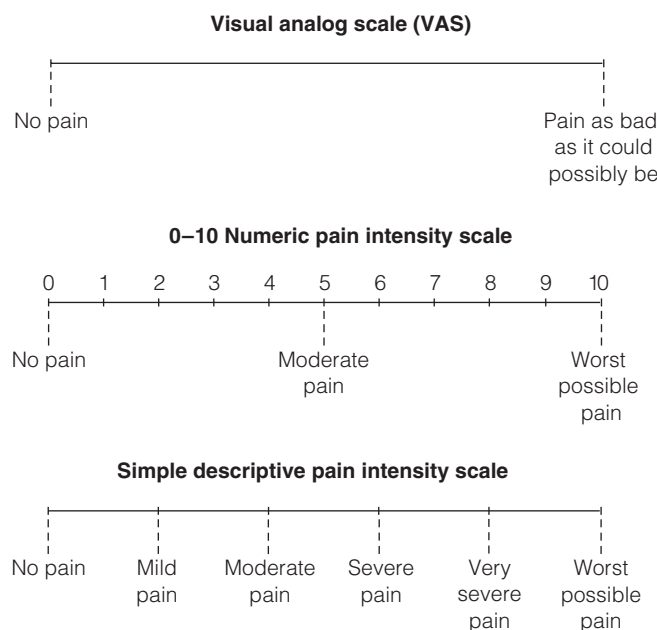 Visual analog scale (VAS)
No pain
Pain as bad
as it could
possibly be
0–10 Numeric pain intensity scale
0 1 2 3 4 5 6 7 8 9 10
No pain Moderate Worst
pain possible
pain
Simple descriptive pain intensity scale
No pain Mild Moderate Severe Very Worst
pain pain pain severe possible
pain pain